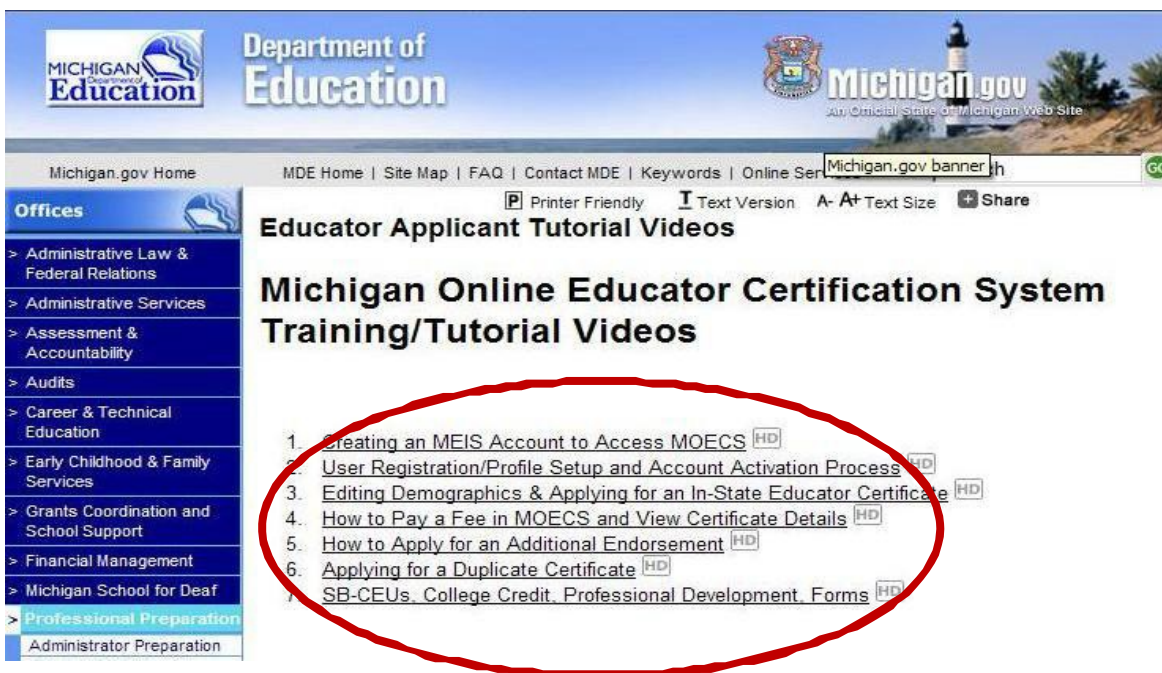 MICHIGAN
Department of
Education
Department of
Education
Michigan.gov
An Official State of Michigan Web Site
Michigan.gov Home
MDE Home | Site Map | FAQ | Contact MDE | Keywords | Online Ser
Michigan.gov banner
h
GO
Offices
P Printer Friendly T Text Version A- A+ Text Size + Share
Educator Applicant Tutorial Videos
Michigan Online Educator Certification System
Training/Tutorial Videos
> Administrative Law &
Federal Relations
> Administrative Services
> Assessment &
Accountability
> Audits
> Career & Technical
Education
> Early Childhood & Family
Services
> Grants Coordination and
School Support
> Financial Management
> Michigan School for Deaf
> Professional Preparation
Administrator Preparation
1. Creating an MEIS Account to Access MOECS HD
2. User Registration/Profile Setup and Account Activation Process HD
3. Editing Demographics & Applying for an In-State Educator Certificate HD
4. How to Pay a Fee in MOECS and View Certificate Details HD
5. How to Apply for an Additional Endorsement HD
6. Applying for a Duplicate Certificate HD
7. SB-CEUs, College Credit, Professional Development, Forms HD